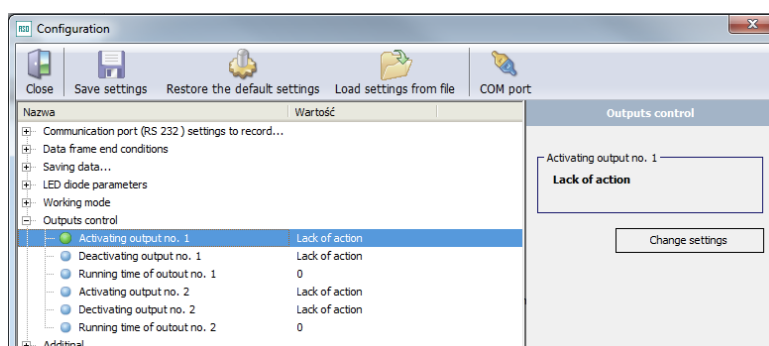 RSD Configuration
Close Save settings Restore the default settings Load settings from file COM port
Nazwa Wartość
Communication port (RS 232 ) settings to record...
Data frame end conditions
Saving data...
LED diode parameters
Working mode
Outputs control
Activating output no. 1 Lack of action
Deactivating output no. 1 Lack of action
Running time of outout no. 1 0
Activating output no. 2 Lack of action
Dectivating output no. 2 Lack of action
Running time of outout no. 2 0
Additinal
Outputs control
Activating output no. 1
Lack of action
Change settings